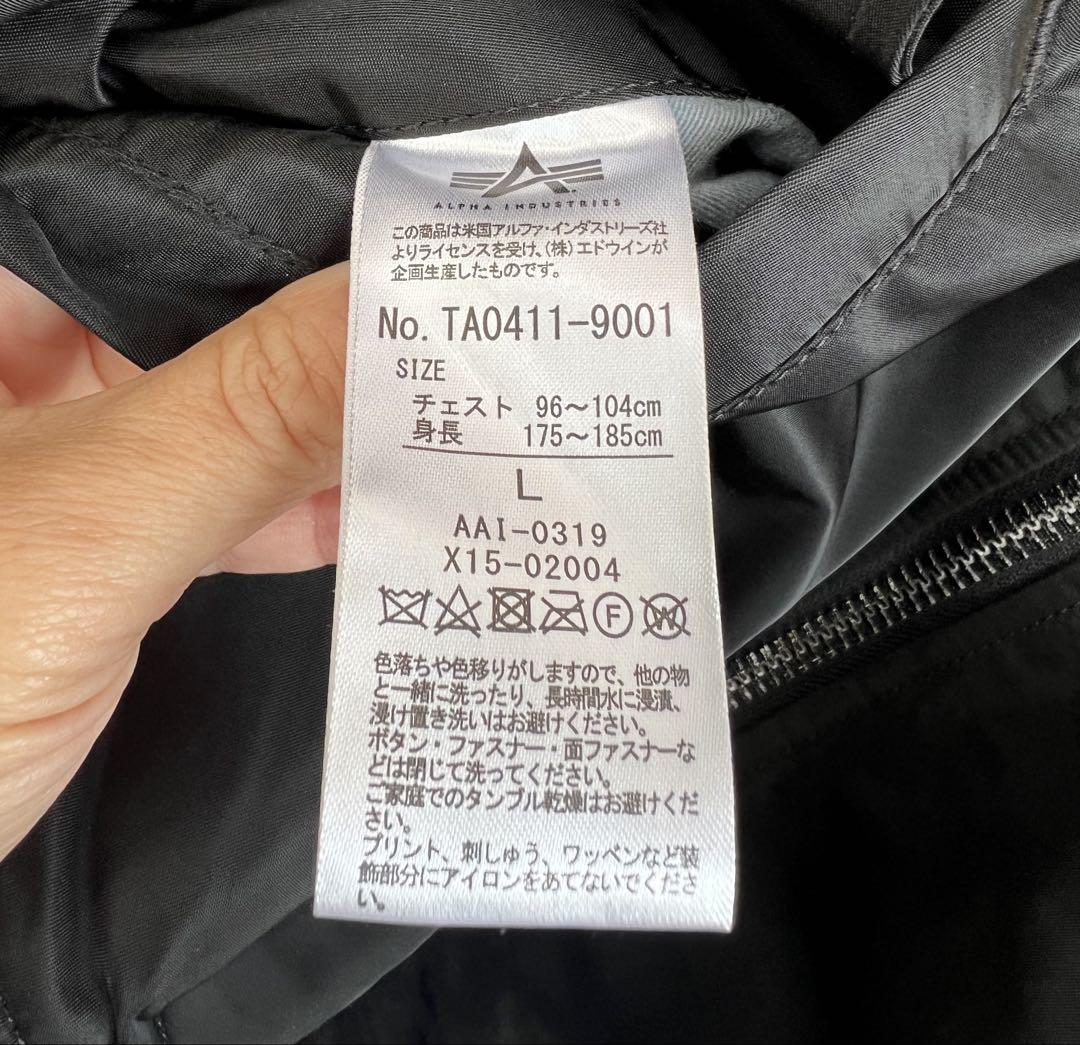 ALPHA INDUSTRIES
この商品は米国アルファ・インダストリーズ社
よりライセンスを受け、(株)エドウインが
企画生産したものです。
No. TA0411-9001
SIZE
チェスト 96〜104cm
身長 175〜185cm
L
AAI-0319
X15-02004
F W
色落ちや色移りがしますので、他の物
と一緒に洗ったり、長時間水に浸漬、
浸け置き洗いはお避けください。
ボタン・ファスナー・面ファスナーな
どは閉じて洗ってください。
ご家庭でのタンブル乾燥はお避けくだ
さい。
プリント、刺しゅう、ワッペンなど装
飾部分にアイロンをあてないでくださ
い。